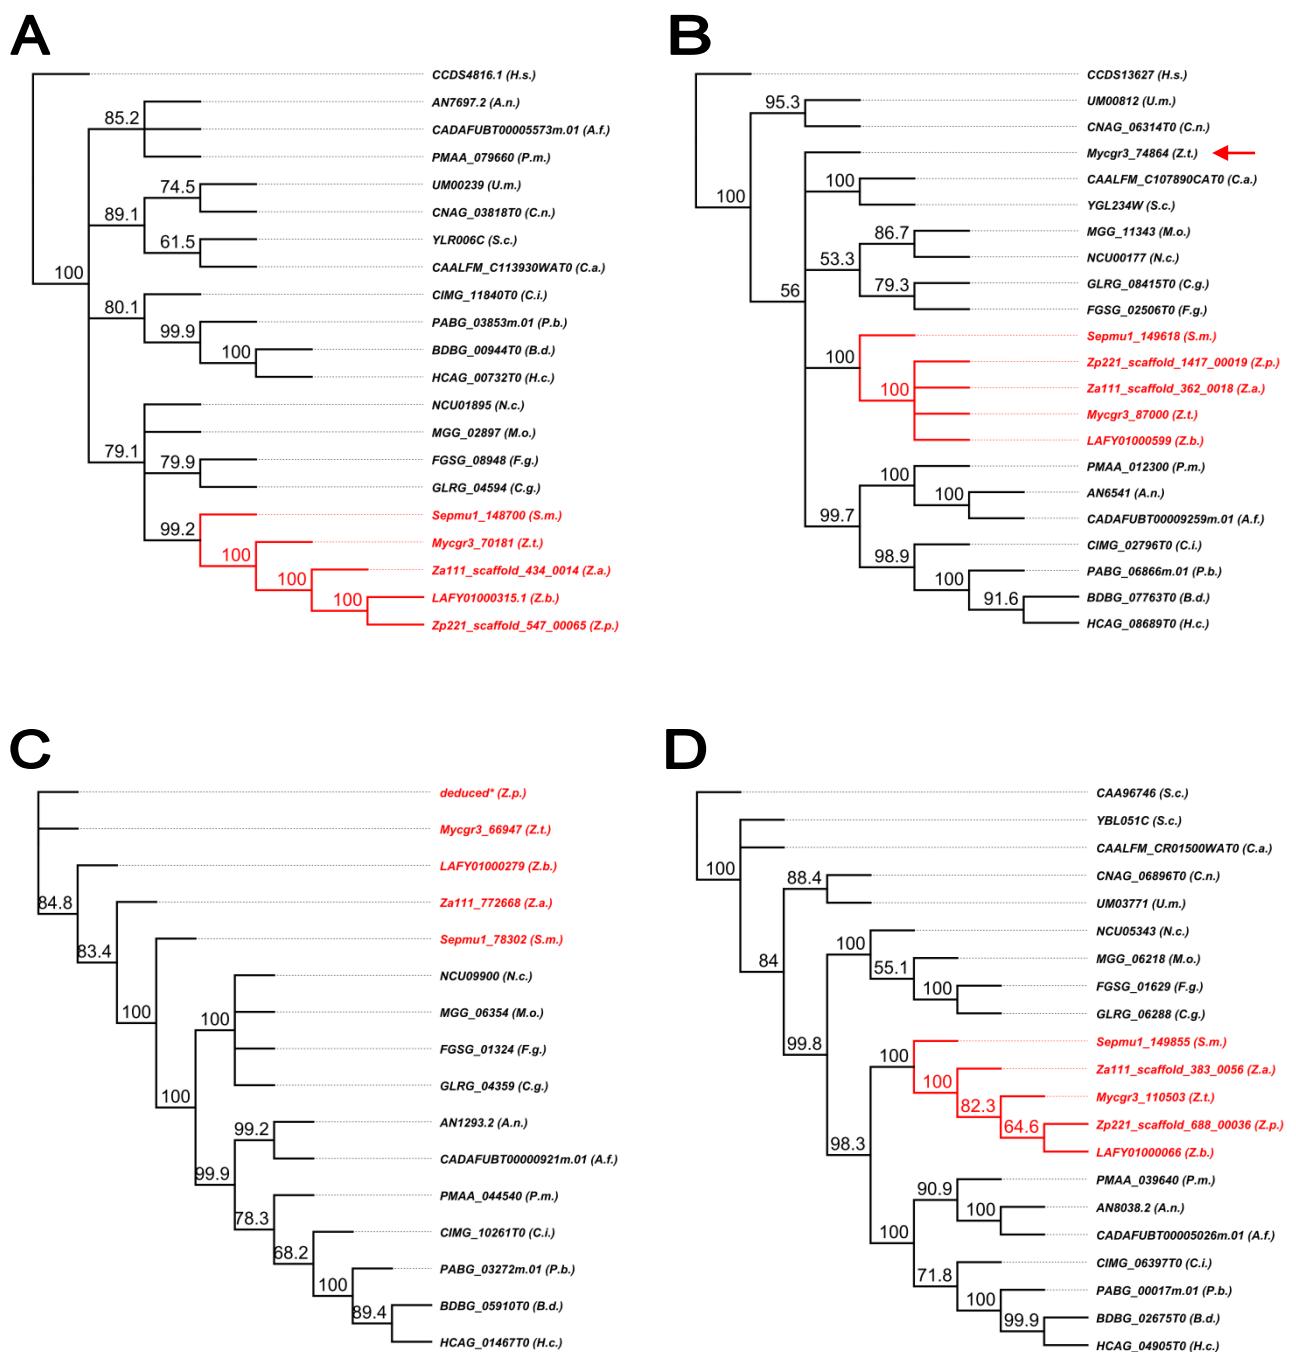 A
CCDS4816.1 (H.s.)
AN7697.2 (A.n.)
85.2
CADAFUBT00005573m.01 (A.f.)
PMAA_079660 (P.m.)
74.5
UM00239 (U.m.)
89.1
CNAG_03818T0 (C.n.)
61.5
YLR006C (S.c.)
CAALFM_C113930WAT0 (C.a.)
100
80.1
CIMG_11840T0 (C.i.)
99.9
PABG_03853m.01 (P.b.)
100
BDBG_00944T0 (B.d.)
HCAG_00732T0 (H.c.)
NCU01895 (N.c.)
MGG_02897 (M.o.)
79.1
79.9
FGSG_08948 (F.g.)
GLRG_04594 (C.g.)
99.2
Sepmu1_148700 (S.m.)
100
Mycgr3_70181 (Z.t.)
100
Za111_scaffold_434_0014 (Z.a.)
100
LAFY01000315.1 (Z.b.)
Zp221_scaffold_547_00065 (Z.p.)
B
CCDS13627 (H.s.)
95.3
UM00812 (U.m.)
CNAG_06314T0 (C.n.)
Mycgr3_74864 (Z.t.)
100
100
CAALFM_C107890CAT0 (C.a.)
YGL234W (S.c.)
86.7
MGG_11343 (M.o.)
53.3
NCU00177 (N.c.)
56
79.3
GLRG_08415T0 (C.g.)
FGSG_02506T0 (F.g.)
100
Sepmu1_149618 (S.m.)
Zp221_scaffold_1417_00019 (Z.p.)
100
Za111_scaffold_362_0018 (Z.a.)
Mycgr3_87000 (Z.t.)
LAFY01000599 (Z.b.)
100
PMAA_012300 (P.m.)
100
AN6541 (A.n.)
99.7
CADAFUBT00009259m.01 (A.f.)
98.9
CIMG_02796T0 (C.i.)
100
PABG_06866m.01 (P.b.)
91.6
BDBG_07763T0 (B.d.)
HCAG_08689T0 (H.c.)
C
deduced* (Z.p.)
Mycgr3_66947 (Z.t.)
LAFY01000279 (Z.b.)
84.8
Za111_772668 (Z.a.)
83.4
Sepmu1_78302 (S.m.)
NCU09900 (N.c.)
100
100
MGG_06354 (M.o.)
FGSG_01324 (F.g.)
GLRG_04359 (C.g.)
100
99.2
AN1293.2 (A.n.)
CADAFUBT00000921m.01 (A.f.)
99.9
PMAA_044540 (P.m.)
78.3
CIMG_10261T0 (C.i.)
68.2
PABG_03272m.01 (P.b.)
100
89.4
BDBG_05910T0 (B.d.)
HCAG_01467T0 (H.c.)
D
CAA96746 (S.c.)
YBL051C (S.c.)
CAALFM_CR01500WAT0 (C.a.)
100
88.4
CNAG_06896T0 (C.n.)
UM03771 (U.m.)
NCU05343 (N.c.)
100
84
55.1
MGG_06218 (M.o.)
100
FGSG_01629 (F.g.)
GLRG_06288 (C.g.)
99.8
100
Sepmu1_149855 (S.m.)
100
Za111_scaffold_383_0056 (Z.a.)
82.3
Mycgr3_110503 (Z.t.)
64.6
Zp221_scaffold_688_00036 (Z.p.)
98.3
LAFY01000066 (Z.b.)
90.9
PMAA_039640 (P.m.)
100
AN8038.2 (A.n.)
100
CADAFUBT00005026m.01 (A.f.)
71.8
CIMG_06397T0 (C.i.)
100
PABG_00017m.01 (P.b.)
99.9
BDBG_02675T0 (B.d.)
HCAG_04905T0 (H.c.)